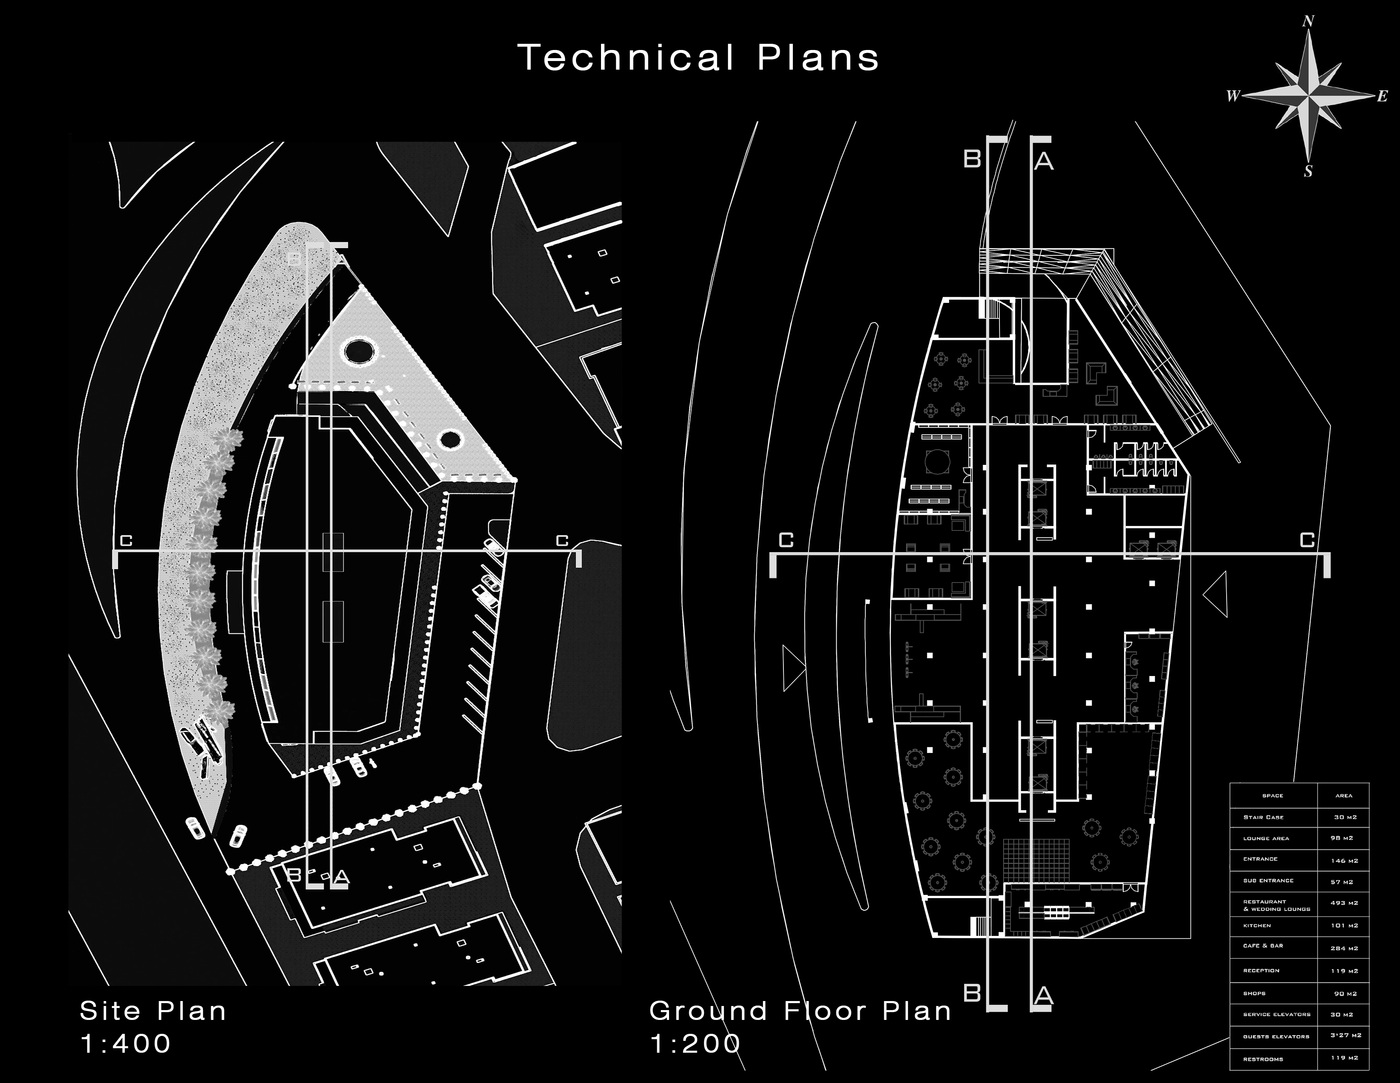 Technical Plans
N
W E
S
B A
B
C C
C C
B A
B A
SPACE AREA
STAIR CASE 30 M2
LOUNGE AREA 98 M2
ENTRANCE 146 M2
SUB ENTRANCE 57 M2
RESTAURANT
& WEDDING LOUNGE 493 M2
KITCHEN 101 M2
CAFE & BAR 284 M2
RECEPTION 119 M2
SHOPS 90 M2
SERVICE ELEVATORS 30 M2
GUESTS ELEVATORS 3*27 M2
RESTROOMS 119 M2
Site Plan
1:400
Ground Floor Plan
1:200